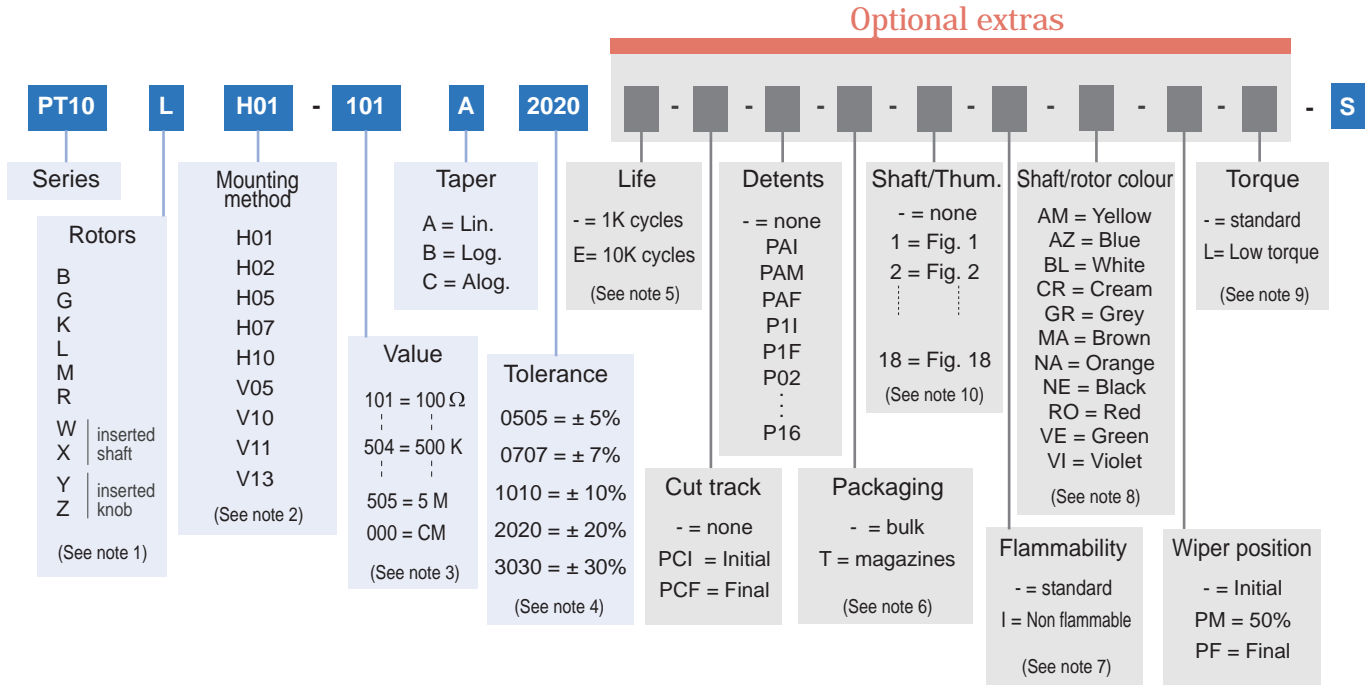 Optional extras
PT10 L H01 - 101 A 2020 - - - - - - - - - S
Series
Rotors
B
G
K
L
M
R
W
X
inserted
shaft
Y
Z
inserted
knob
(See note 1)
Mounting
method
H01
H02
H05
H07
H10
V05
V10
V11
V13
(See note 2)
Value
101 = 100 Ω
504 = 500 K
505 = 5 M
000 = CM
(See note 3)
Taper
A = Lin.
B = Log.
C = Alog.
Tolerance
0505 = ± 5%
0707 = ± 7%
1010 = ± 10%
2020 = ± 20%
3030 = ± 30%
(See note 4)
Life
- = 1K cycles
E= 10K cycles
(See note 5)
Cut track
- = none
PCI = Initial
PCF = Final
Detents
- = none
PAI
PAM
PAF
P1I
P1F
P02
:
P16
Packaging
- = bulk
T = magazines
(See note 6)
Shaft/Thum.
- = none
1 = Fig. 1
2 = Fig. 2
18 = Fig. 18
(See note 10)
Flammability
- = standard
I = Non flammable
(See note 7)
Shaft/rotor colour
AM = Yellow
AZ = Blue
BL = White
CR = Cream
GR = Grey
MA = Brown
NA = Orange
NE = Black
RO = Red
VE = Green
VI = Violet
(See note 8)
Wiper position
- = Initial
PM = 50%
PF = Final
Torque
- = standard
L= Low torque
(See note 9)